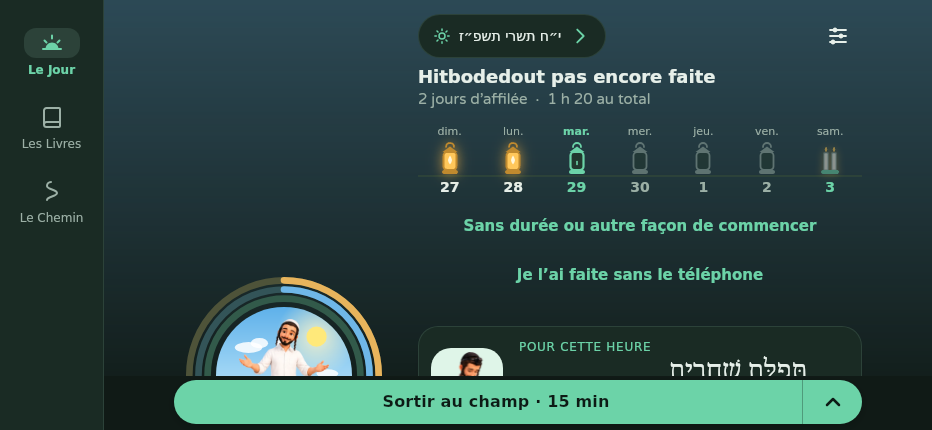 Le Jour
Les Livres
Le Chemin
י״ח תשרי תשפ״ז
Hitbodedout pas encore faite
2 jours d’affilée · 1 h 20 au total
dim. lun. mar. mer. jeu. ven. sam.
27 28 29 30 1 2 3
Sans durée ou autre façon de commencer
Je l’ai faite sans le téléphone
POUR CETTE HEURE
תְּפִלַּת שַׁחֲרִית
Sortir au champ · 15 min